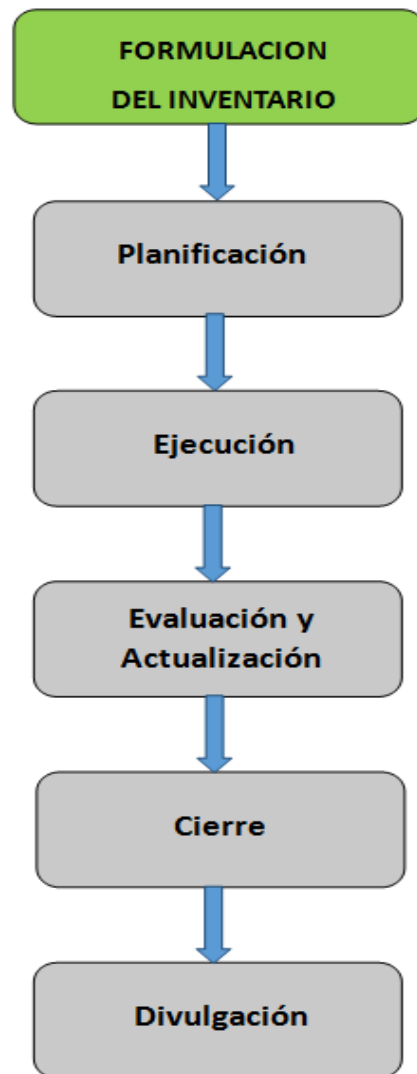 FORMULACION
DEL INVENTARIO
Planificación
Ejecución
Evaluación y
Actualización
Cierre
Divulgación